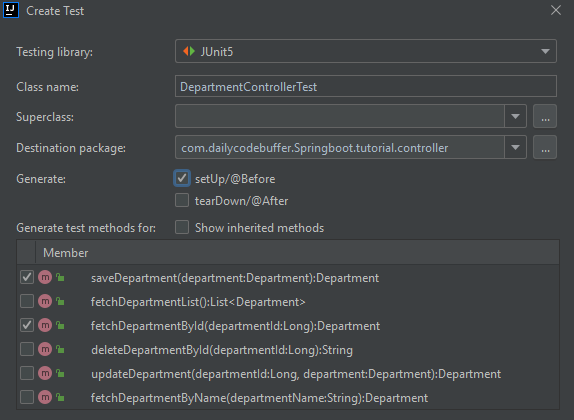 IJ Create Test
Testing library: JUnit5
Class name: DepartmentControllerTest
Superclass: ...
Destination package: com.dailycodebuffer.Springboot.tutorial.controller ...
Generate: setUp/@Before
tearDown/@After
Generate test methods for: Show inherited methods
Member
m saveDepartment(department:Department):Department
m fetchDepartmentList():List<Department>
m fetchDepartmentById(departmentId:Long):Department
m deleteDepartmentById(departmentId:Long):String
m updateDepartment(departmentId:Long, department:Department):Department
m fetchDepartmentByName(departmentName:String):Department